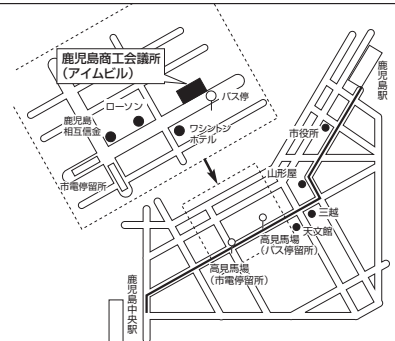 鹿児島商工会議所
（アイムビル）
バス停
ローソン
鹿児島
相互信金
ワシントン
ホテル
市電停留所
鹿児島駅
市役所
山形屋
三越
天文館
高見馬場
（バス停留所）
高見馬場
（市電停留所）
鹿児島中央駅